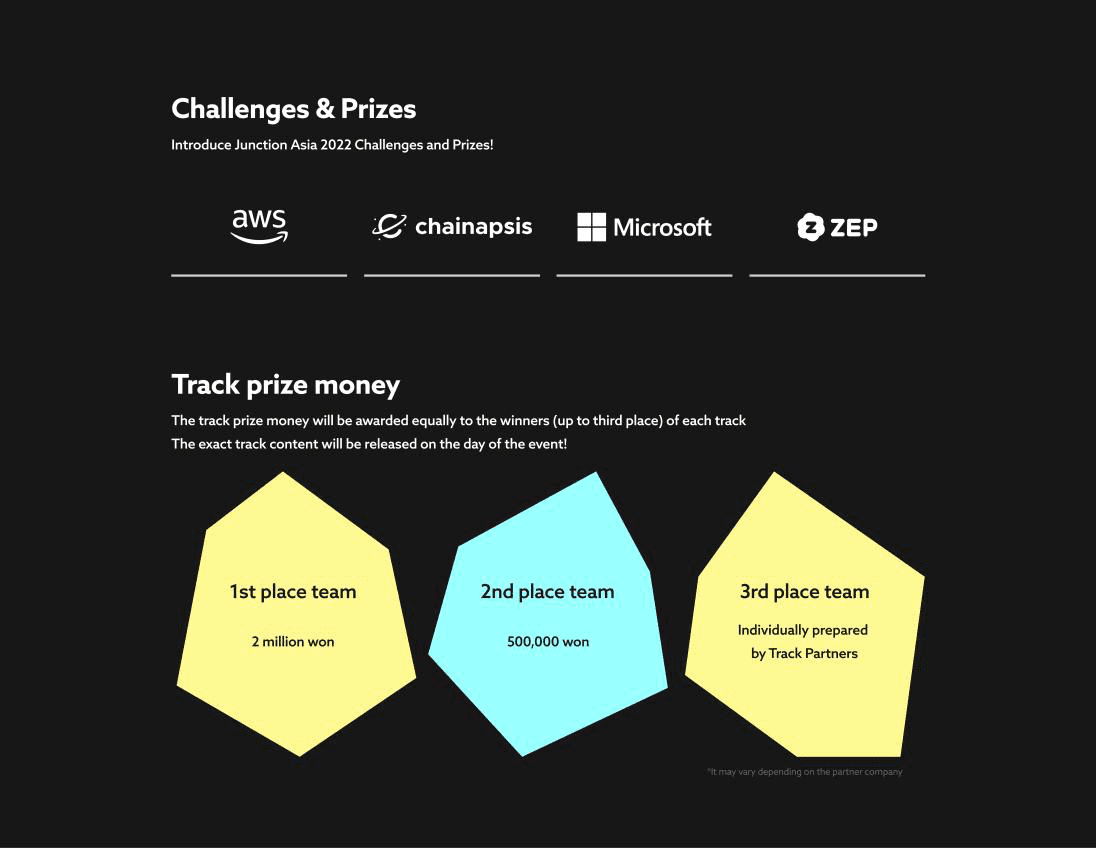 Challenges & Prizes
Introduce Junction Asia 2022 Challenges and Prizes!
aws
chainapsis
Microsoft
Z ZEP
Track prize money
The track prize money will be awarded equally to the winners (up to third place) of each track
The exact track content will be released on the day of the event!
1st place team
2 million won
2nd place team
500,000 won
3rd place team
Individually prepared
by Track Partners
*It may vary depending on the partner company